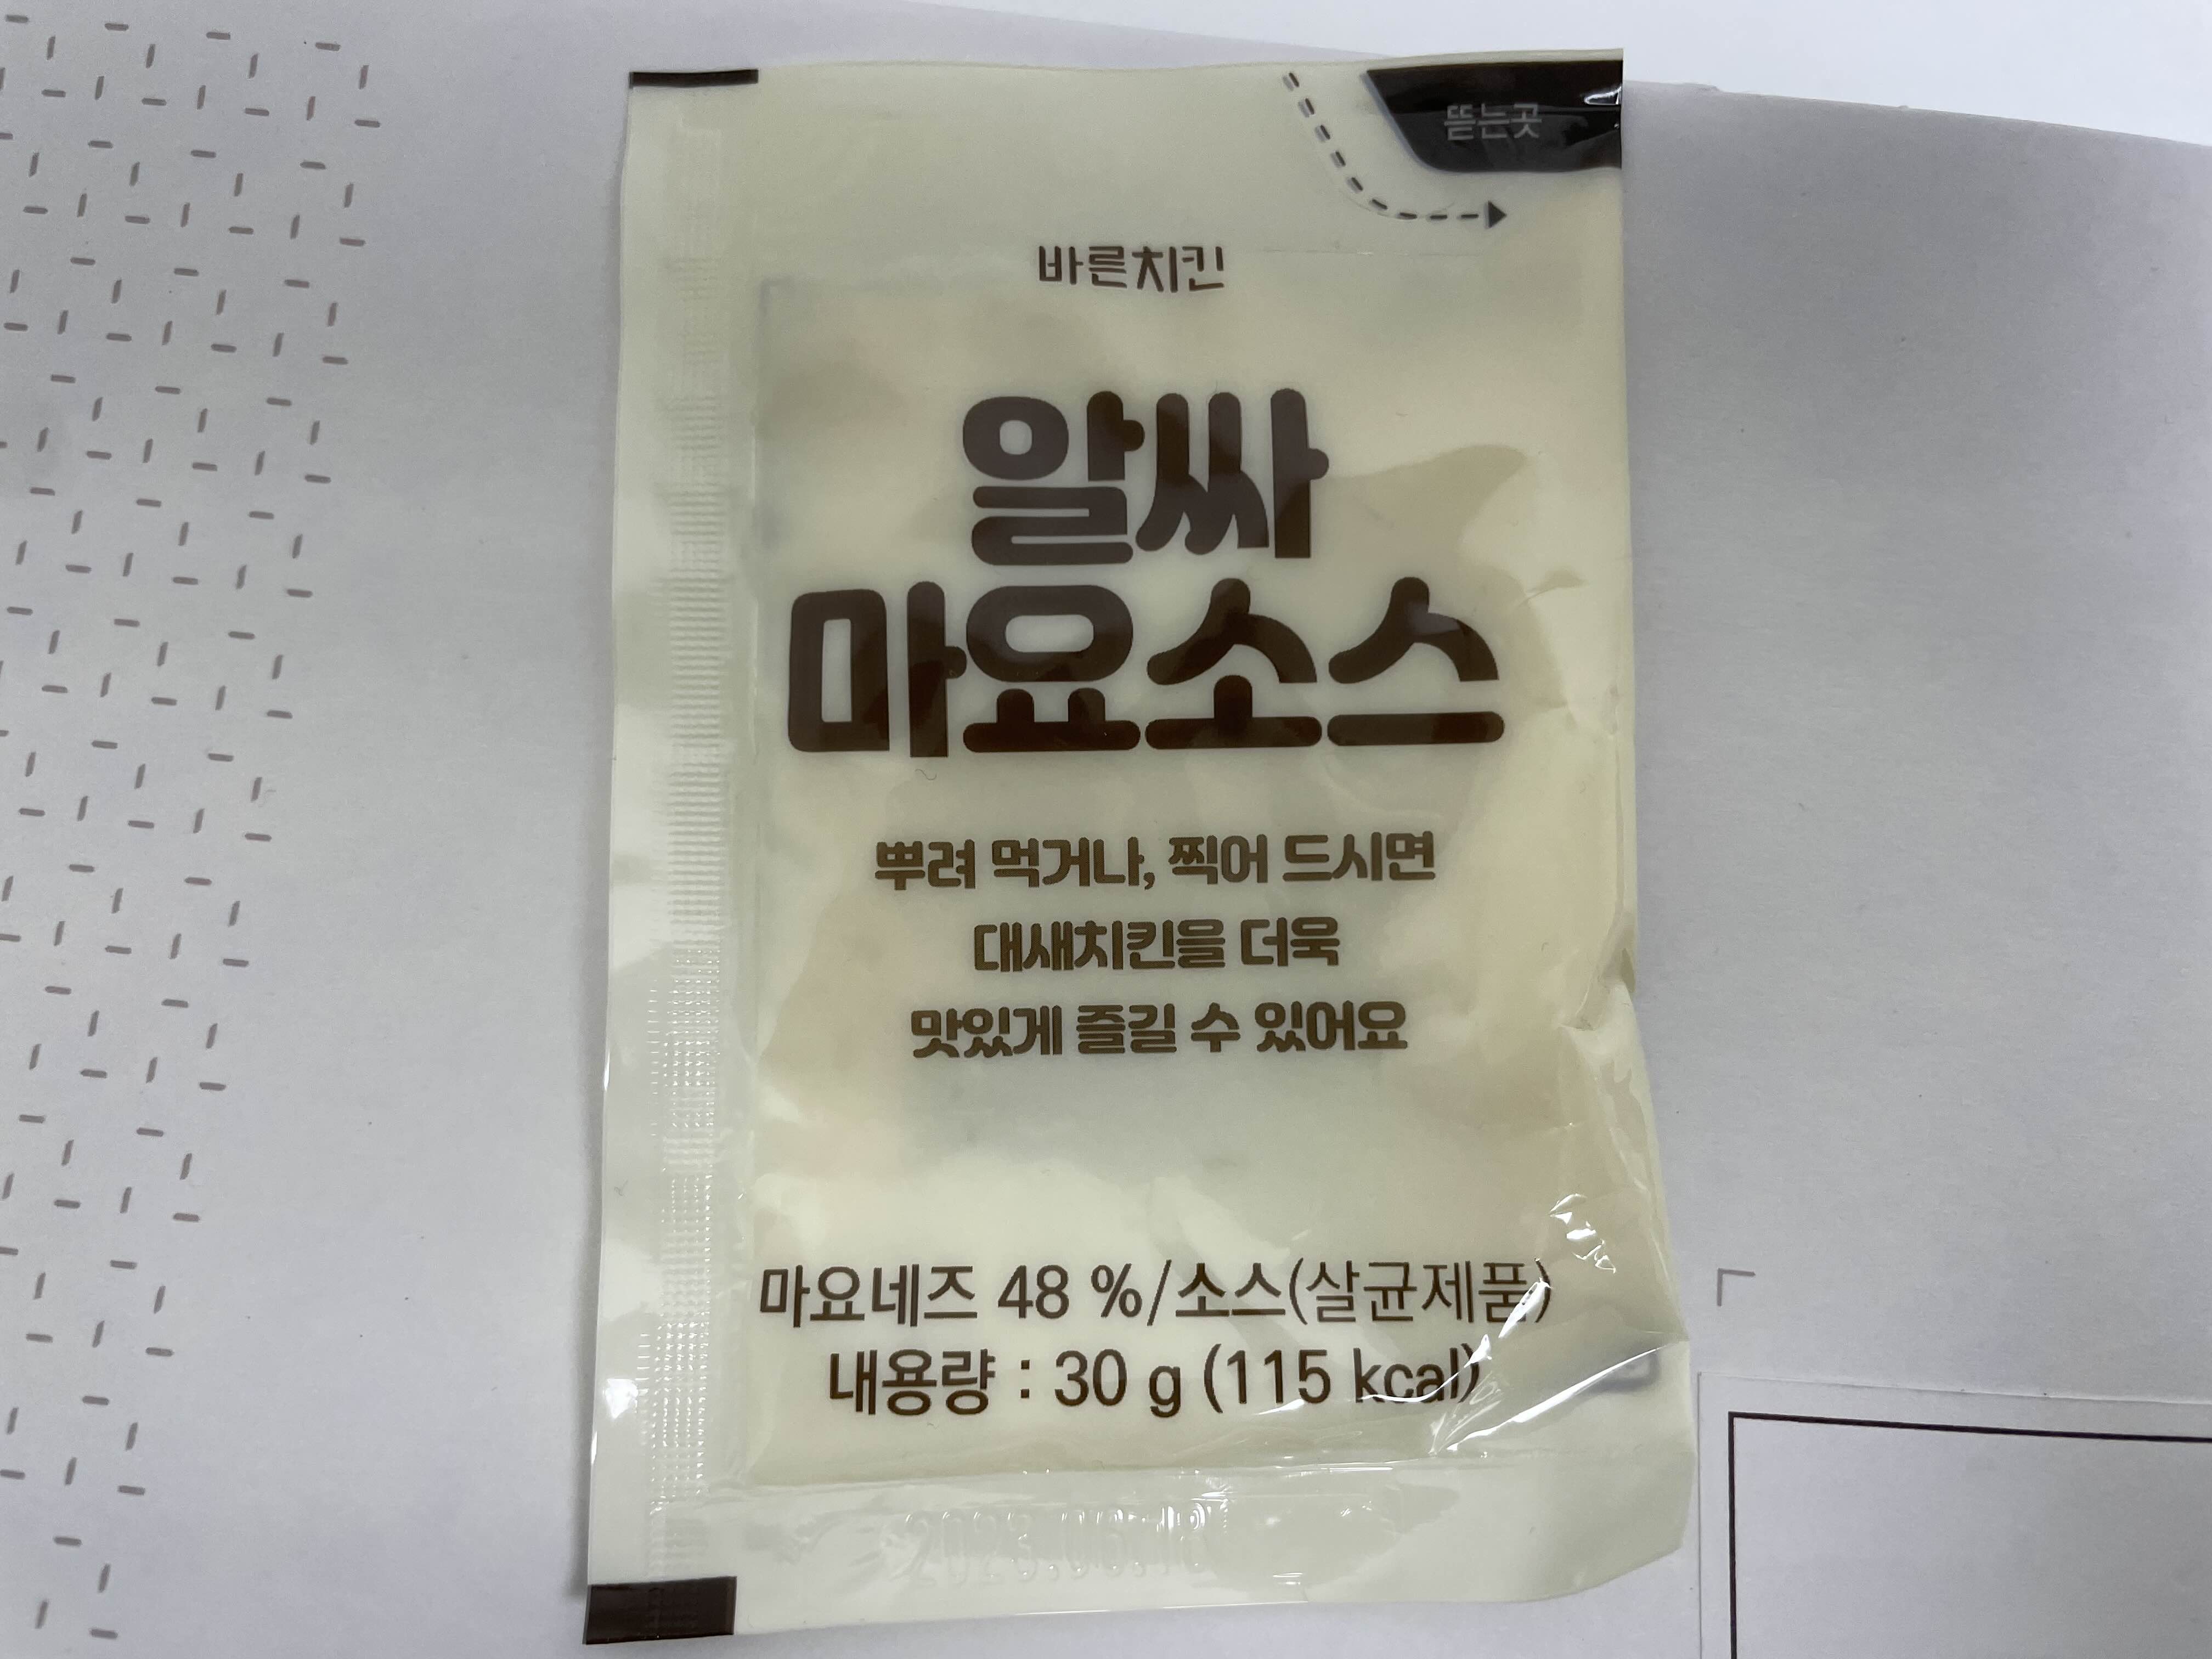 뜯는곳
바른치킨
알싸
마요소스
뿌려 먹거나, 찍어 드시면
대새치킨을 더욱
맛있게 즐길 수 있어요
마요네즈 48 %/소스(살균제품)
내용량 : 30 g (115 kcal)